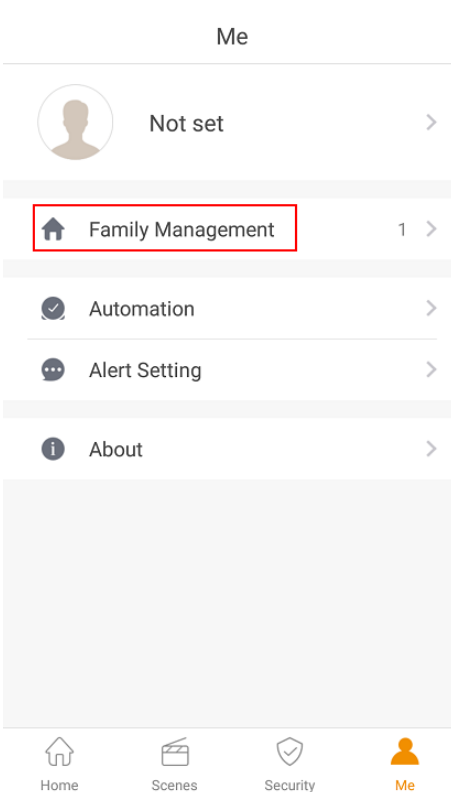 Me
Not set
Family Management 1
Automation
Alert Setting
About
Home Scenes Security Me